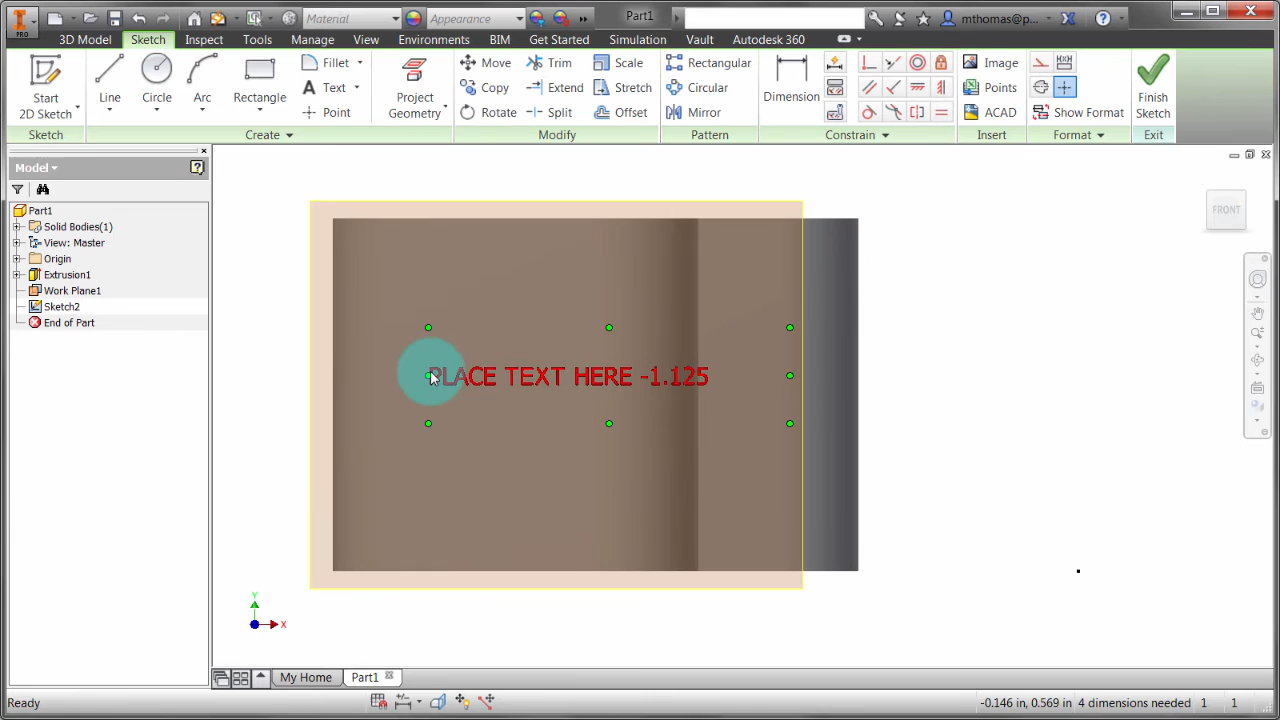 PRO
Material
Appearance
Part1
mthomas@p...
3D Model
Sketch
Inspect
Tools
Manage
View
Environments
BIM
Get Started
Simulation
Vault
Autodesk 360
Start
2D Sketch
Line
Circle
Arc
Rectangle
Fillet
Text
Point
Project
Geometry
Move
Copy
Rotate
Trim
Extend
Split
Scale
Stretch
Offset
Rectangular
Circular
Mirror
Dimension
Image
Points
ACAD
Show Format
Finish
Sketch
Sketch
Create
Modify
Pattern
Constrain
Insert
Format
Exit
Model
Part1
Solid Bodies(1)
View: Master
Origin
Extrusion1
Work Plane1
Sketch2
End of Part
FRONT
PLACE TEXT HERE -1.125
Y
X
My Home
Part1
Ready
-0.146 in, 0.569 in 4 dimensions needed 1 1